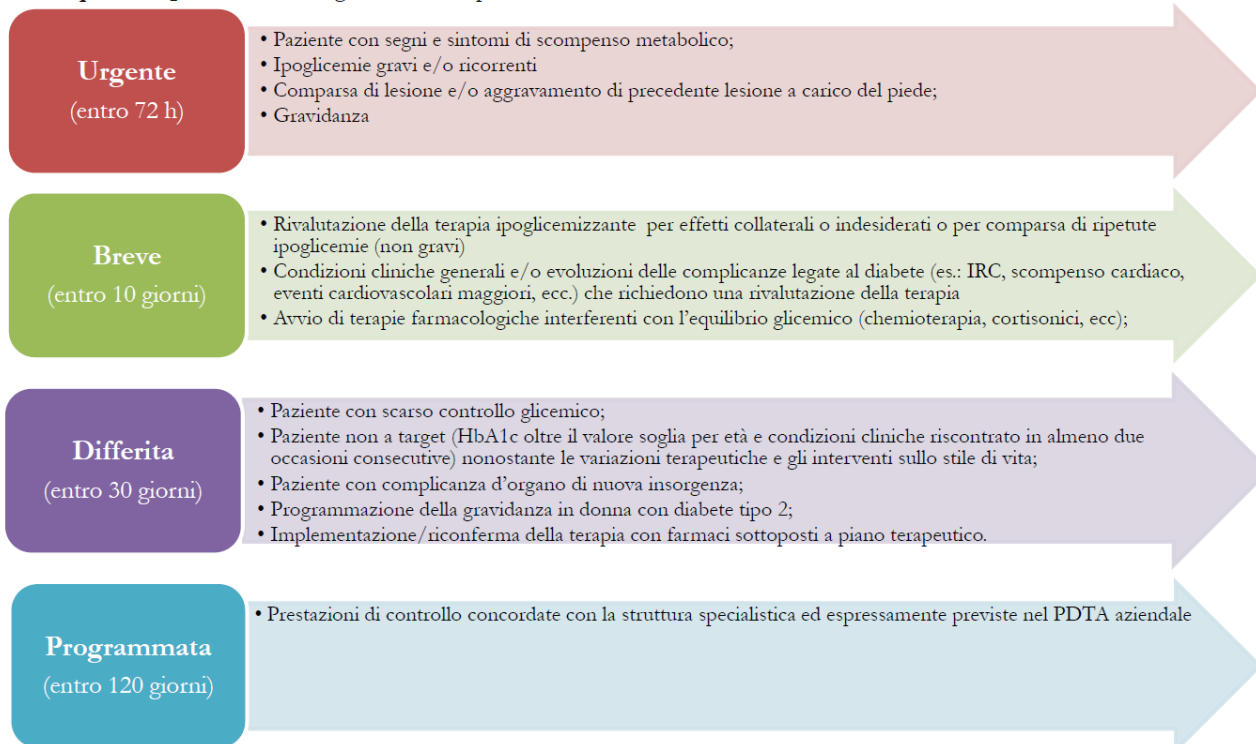 Urgente
(entro 72 h)
• Paziente con segni e sintomi di scompenso metabolico;
• Ipoglicemie gravi e/o ricorrenti
• Comparsa di lesione e/o aggravamento di precedente lesione a carico del piede;
• Gravidanza
Breve
(entro 10 giorni)
• Rivalutazione della terapia ipoglicemizzante per effetti collaterali o indesiderati o per comparsa di ripetute
ipoglicemie (non gravi)
• Condizioni cliniche generali e/o evoluzioni delle complicanze legate al diabete (es.: IRC, scompenso cardiaco,
eventi cardiovascolari maggiori, ecc.) che richiedono una rivalutazione della terapia
• Avvio di terapie farmacologiche interferenti con l'equilibrio glicemico (chemioterapia, cortisonici, ecc);
Differita
(entro 30 giorni)
• Paziente con scarso controllo glicemico;
• Paziente non a target (HbA1c oltre il valore soglia per età e condizioni cliniche riscontrato in almeno due
occasioni consecutive) nonostante le variazioni terapeutiche e gli interventi sullo stile di vita;
• Paziente con complicanza d'organo di nuova insorgenza;
• Programmazione della gravidanza in donna con diabete tipo 2;
• Implementazione/riconferma della terapia con farmaci sottoposti a piano terapeutico.
Programmata
(entro 120 giorni)
• Prestazioni di controllo concordate con la struttura specialistica ed espressamente previste nel PDTA aziendale